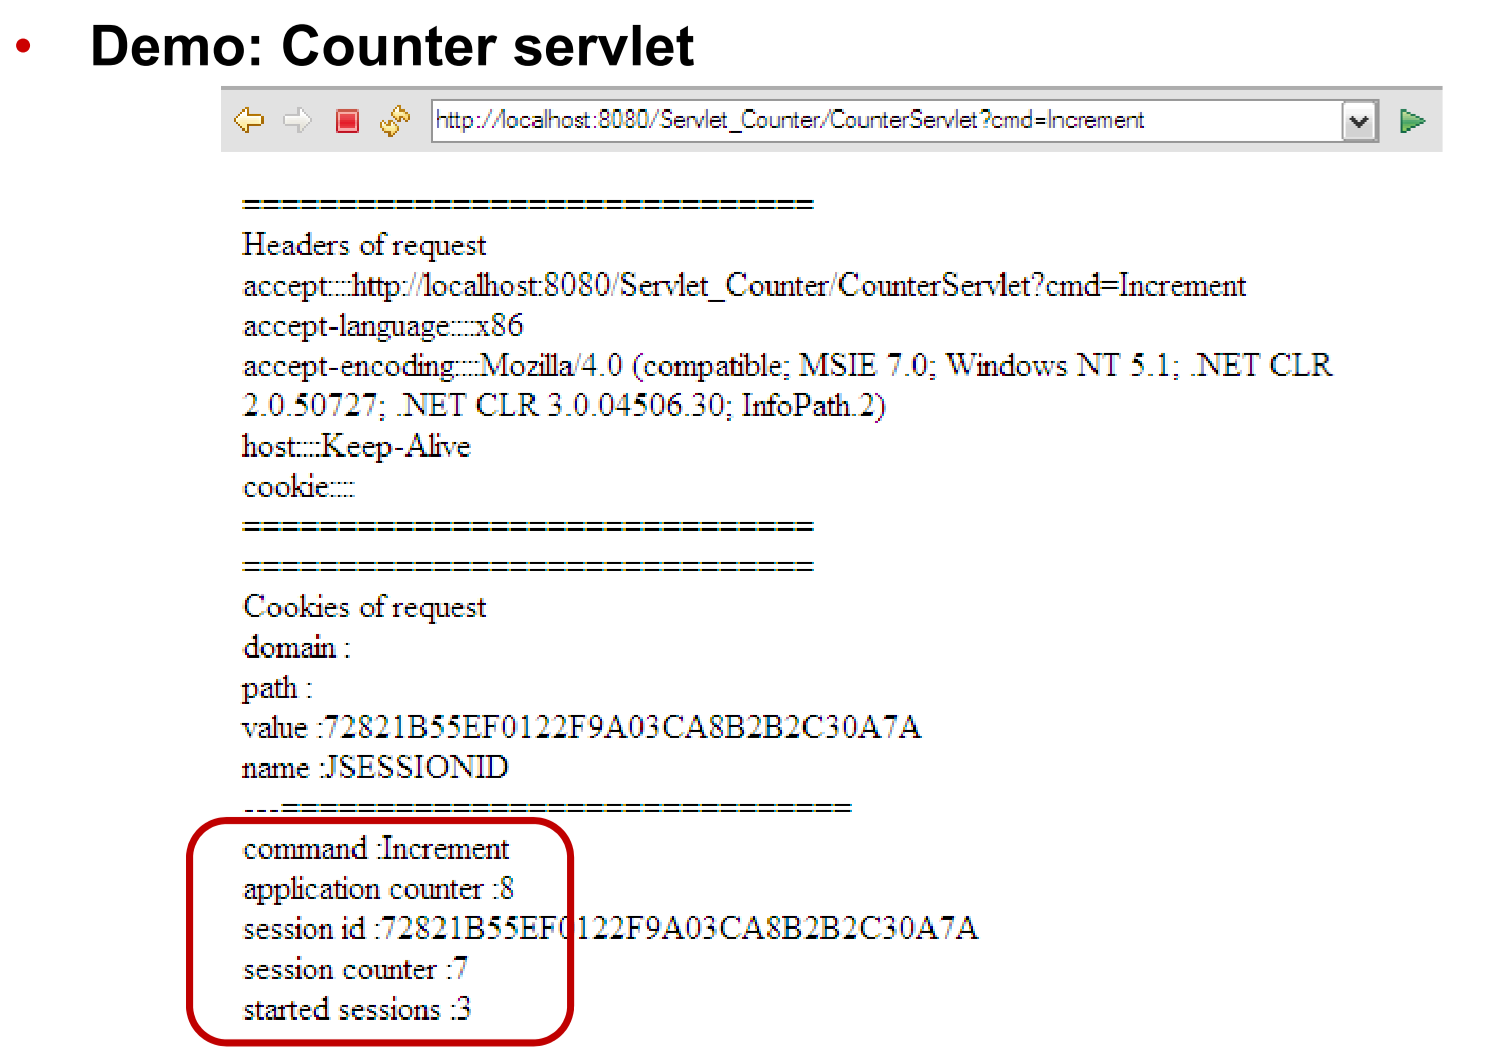 • Demo: Counter servlet
http://localhost:8080/Servlet_Counter/CounterServlet?cmd=Increment
==============================
Headers of request
accept::::http://localhost:8080/Servlet_Counter/CounterServlet?cmd=Increment
accept-language::::x86
accept-encoding::::Mozilla/4.0 (compatible; MSIE 7.0; Windows NT 5.1; .NET CLR
2.0.50727; .NET CLR 3.0.04506.30; InfoPath.2)
host::::Keep-Alive
cookie::::
==============================
==============================
Cookies of request
domain :
path :
value :72821B55EF0122F9A03CA8B2B2C30A7A
name :JSESSIONID
---==============================
command :Increment
application counter :8
session id :72821B55EF0122F9A03CA8B2B2C30A7A
session counter :7
started sessions :3